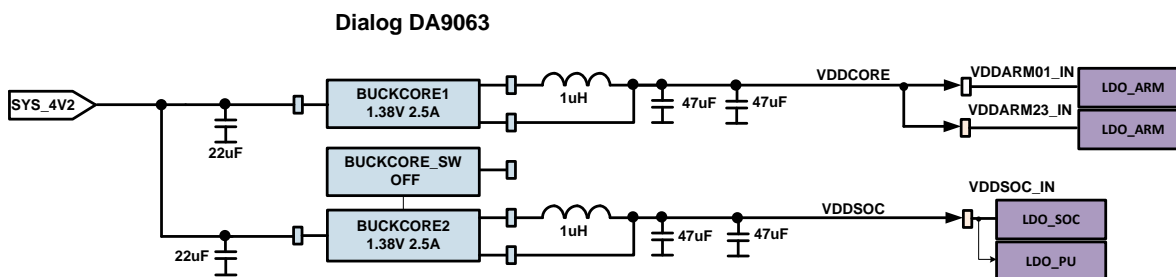 Dialog DA9063
SYS_4V2
22uF
BUCKCORE1
1.38V 2.5A
1uH
47uF
47uF
VDDCORE
VDDARM01_IN
LDO_ARM
VDDARM23_IN
LDO_ARM
BUCKCORE_SW
OFF
22uF
BUCKCORE2
1.38V 2.5A
1uH
47uF
47uF
VDDSOC
VDDSOC_IN
LDO_SOC
LDO_PU